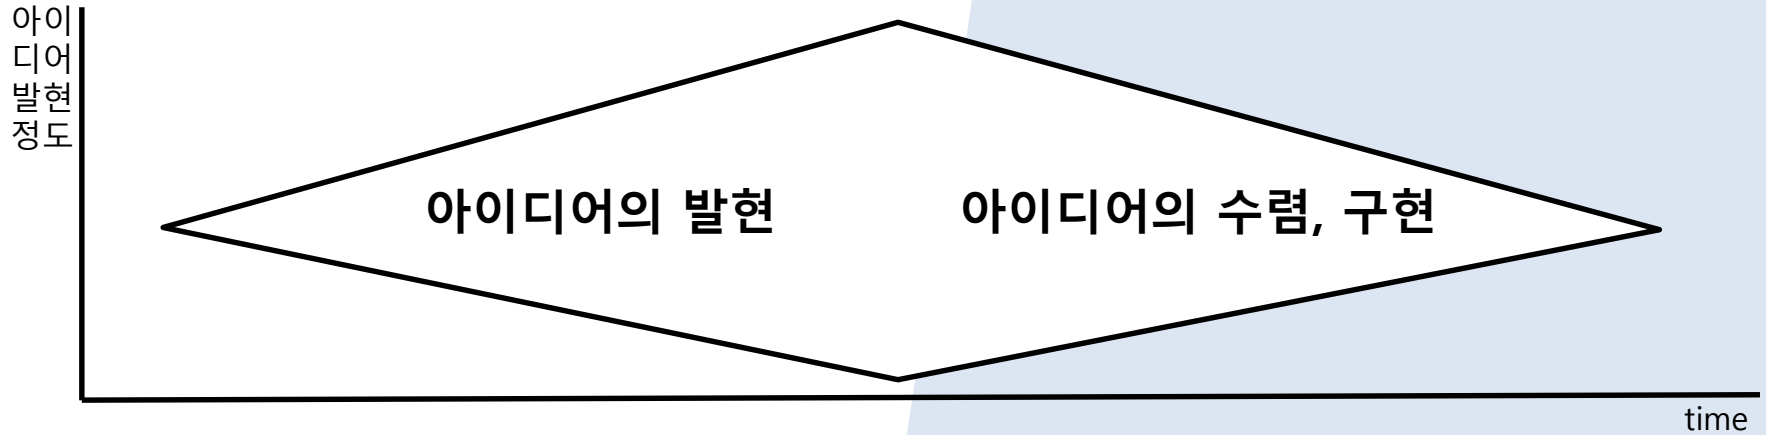 아이
디어
발현
정도
아이디어의 발현
아이디어의 수렴, 구현
time